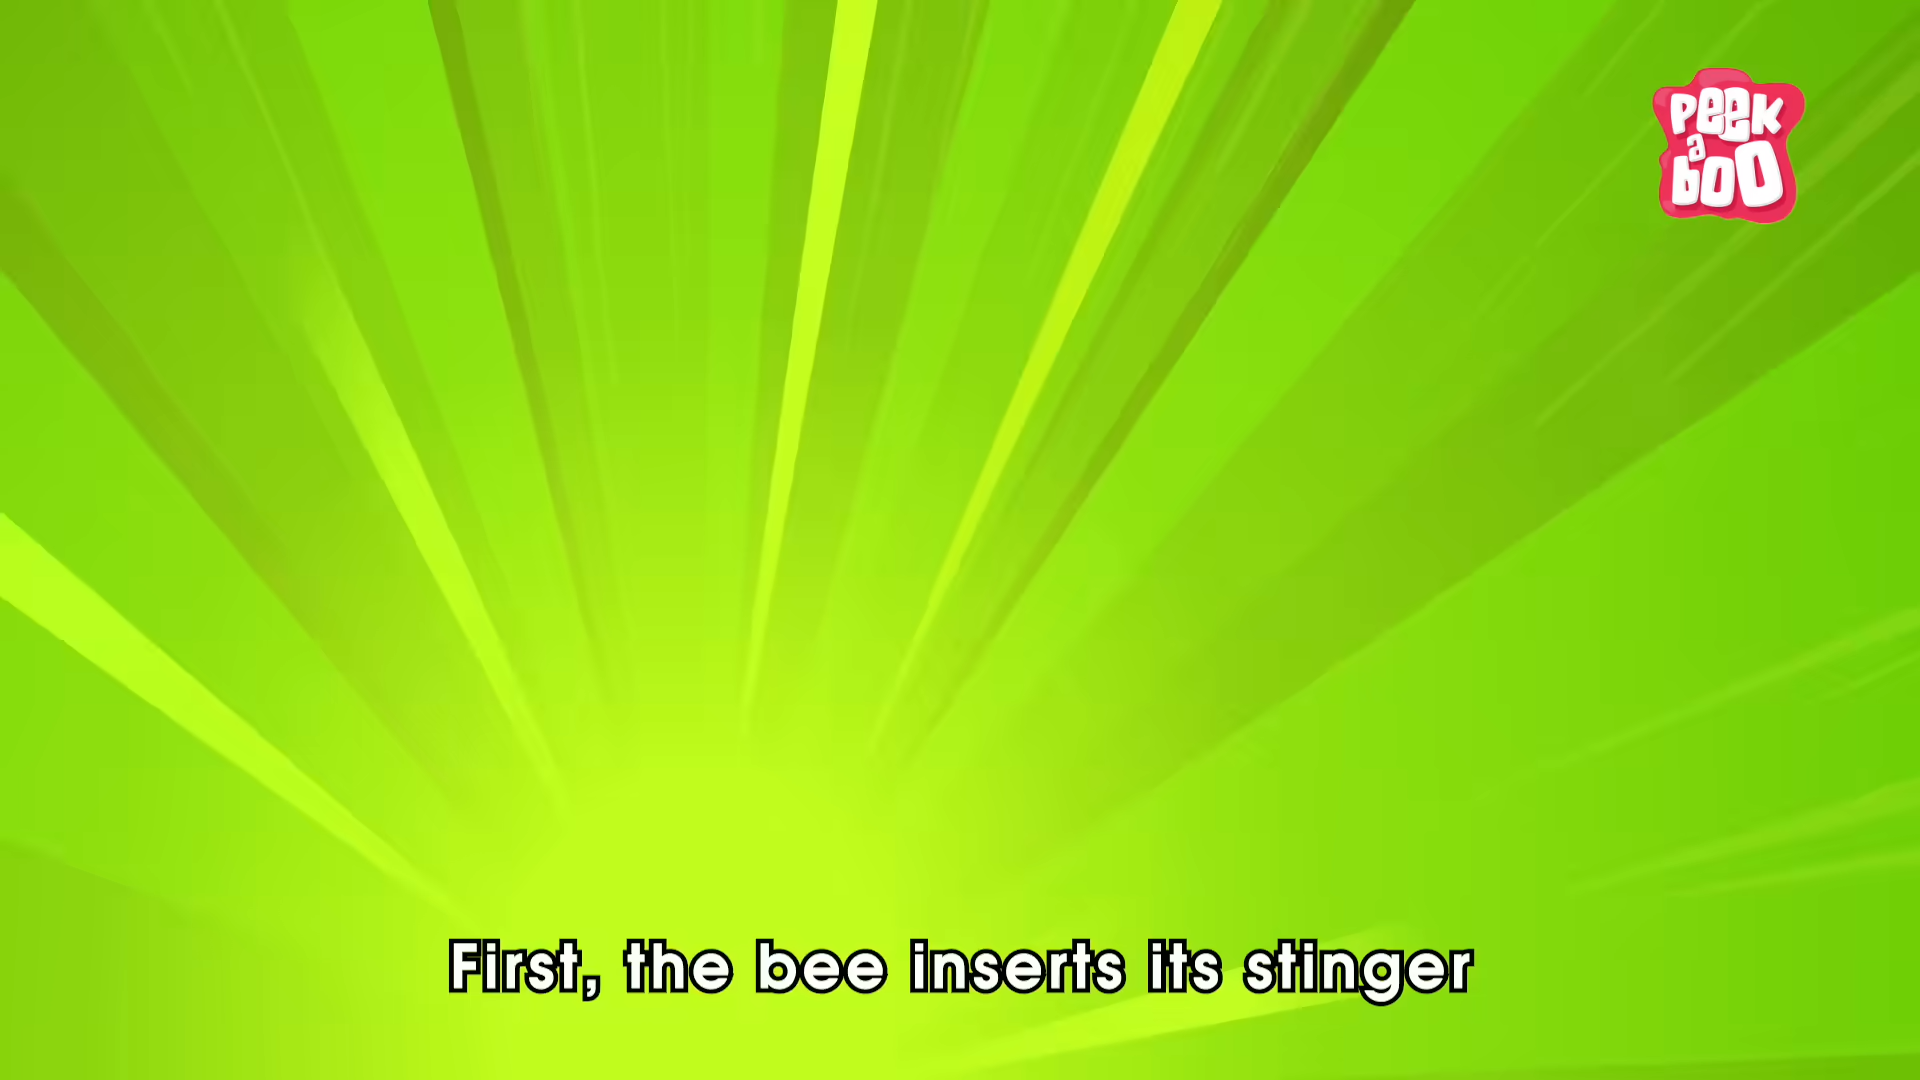 peek
a
boo
First, the bee inserts its stinger